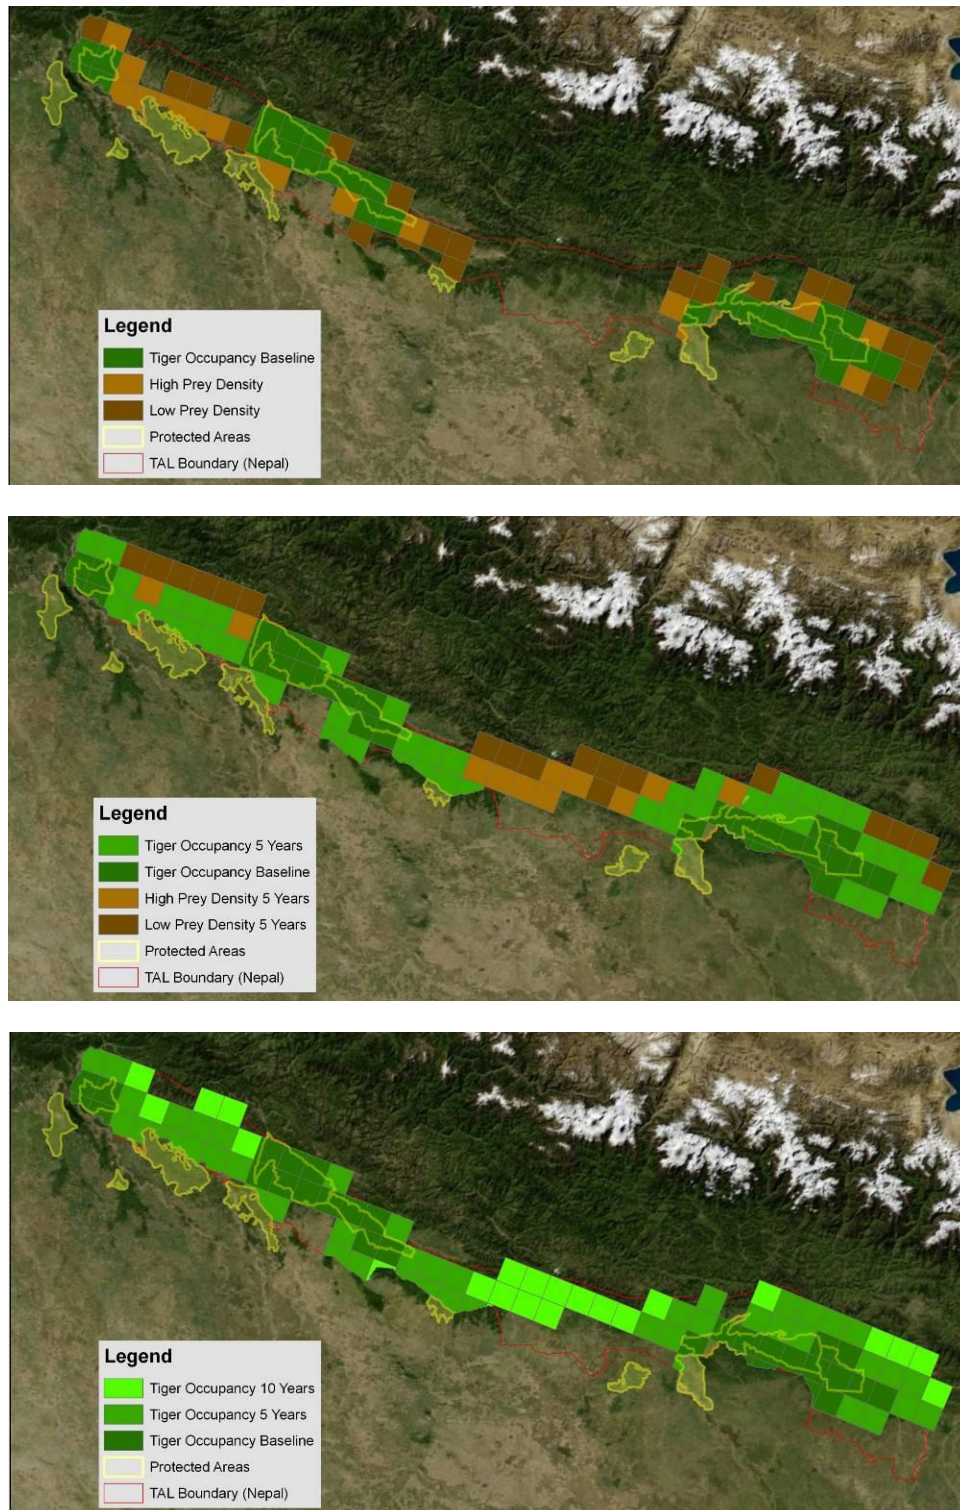 Legend
Tiger Occupancy Baseline
High Prey Density
Low Prey Density
Protected Areas
TAL Boundary (Nepal)
Legend
Tiger Occupancy 5 Years
Tiger Occupancy Baseline
High Prey Density 5 Years
Low Prey Density 5 Years
Protected Areas
TAL Boundary (Nepal)
Legend
Tiger Occupancy 10 Years
Tiger Occupancy 5 Years
Tiger Occupancy Baseline
Protected Areas
TAL Boundary (Nepal)